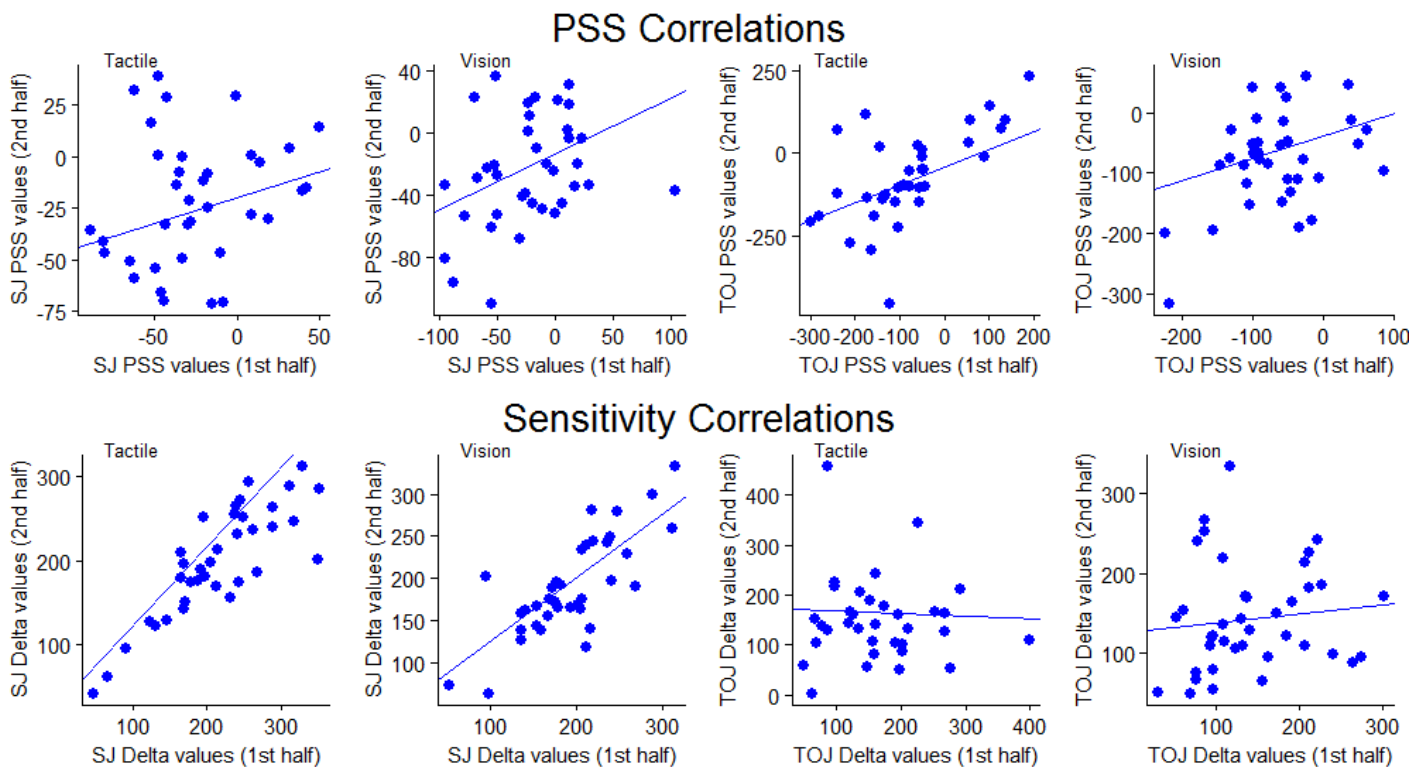 PSS Correlations
Tactile
SJ PSS values (2nd half)
25
0
-25
-50
-75
-50
0
50
SJ PSS values (1st half)
Vision
SJ PSS values (2nd half)
40
0
-40
-80
-100
-50
0
50
100
SJ PSS values (1st half)
Tactile
TOJ PSS values (2nd half)
250
0
-250
-300
-200
-100
0
100
200
TOJ PSS values (1st half)
Vision
TOJ PSS values (2nd half)
0
-100
-200
-300
-200
-100
0
100
TOJ PSS values (1st half)
Sensitivity Correlations
Tactile
SJ Delta values (2nd half)
300
200
100
100
200
300
SJ Delta values (1st half)
Vision
SJ Delta values (2nd half)
300
250
200
150
100
100
200
300
SJ Delta values (1st half)
Tactile
TOJ Delta values (2nd half)
400
300
200
100
0
100
200
300
400
TOJ Delta values (1st half)
Vision
TOJ Delta values (2nd half)
300
200
100
100
200
300
TOJ Delta values (1st half)